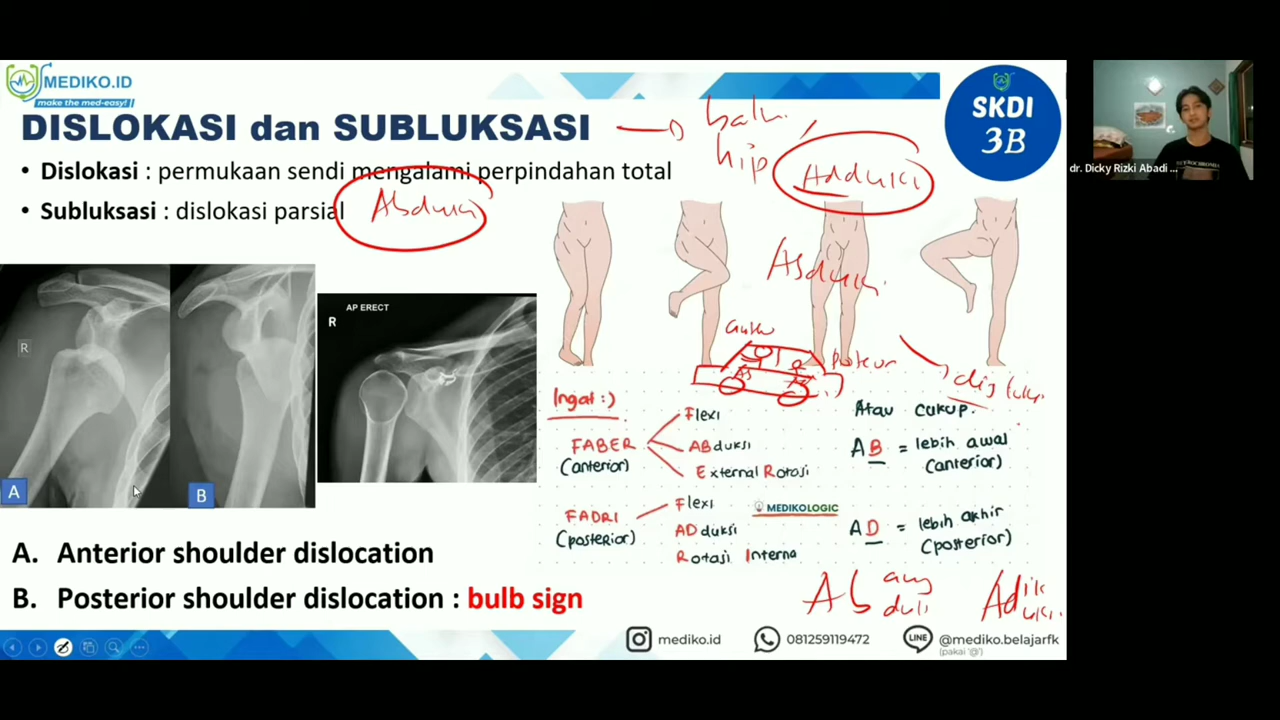 MEDIKO.ID
make the med-easy!
DISLOKASI dan SUBLUKSASI
SKDI
3B
• Dislokasi : permukaan sendi mengalami perpindahan total
• Subluksasi : dislokasi parsial
hip
Adduksi
Abduksi
dr. Dicky Rizki Abadi ...
AP ERECT
R
R
A
B
Ingat :)
FABER
(anterior)
Flexi
ABduksi
External Rotasi
FADRI
(posterior)
Flexi
ADduksi
Rotasi Interna
MEDIKOLOGIC
Atau cukup.
AB = lebih awal
(anterior)
AD = lebih akhir
(posterior)
A. Anterior shoulder dislocation
B. Posterior shoulder dislocation : bulb sign
mediko.id
081259119472
@mediko.belajarfk
(pakai '@')